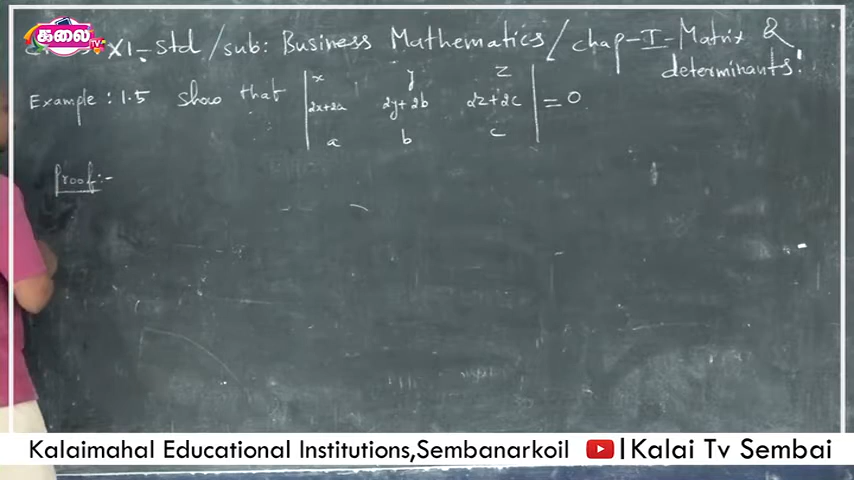 கலை TV
XI - Std / sub: Business Mathematics / chap - I - Matrix &
determinants!
x y z
Example: 1.5 show that 2x+2a 2y+2b 2z+2c = 0
a b c
Proof:-
Kalaimahal Educational Institutions,Sembanarkoil | Kalai Tv Sembai